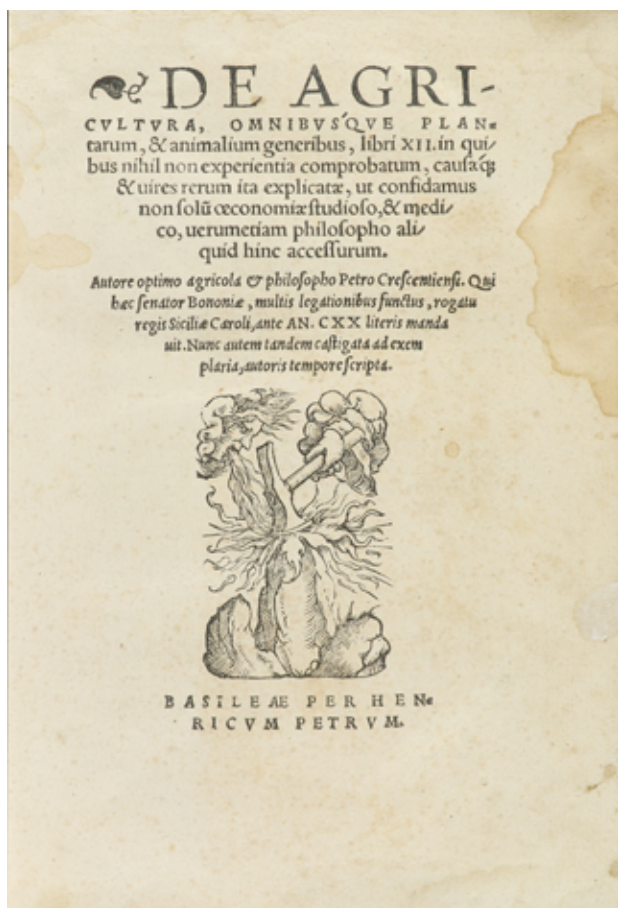 ❧ DE AGRI-
CVLTVRA, OMNIBVSQ́VE PLAN-
tarum, & animalium generibus, libri XII. in qui/
bus nihil non experientia comprobatum, causaq́;
& uires rerum ita explicatæ, ut confidamus
non solũ œconomiæ studioso, & medi/
co, uerumetiam philosopho ali/
quid hinc accessurum.
Autore optimo agricola & philosopho Petro Crescentiensi. Qui
hæc senator Bononiæ, multis legationibus functus, rogatu
regis Siciliæ Caroli, ante AN. CXX literis manda
uit. Nunc autem tandem castigata ad exem
plaria, autoris tempore scripta.
BASILEAE PER HEN-
RICVM PETRVM.